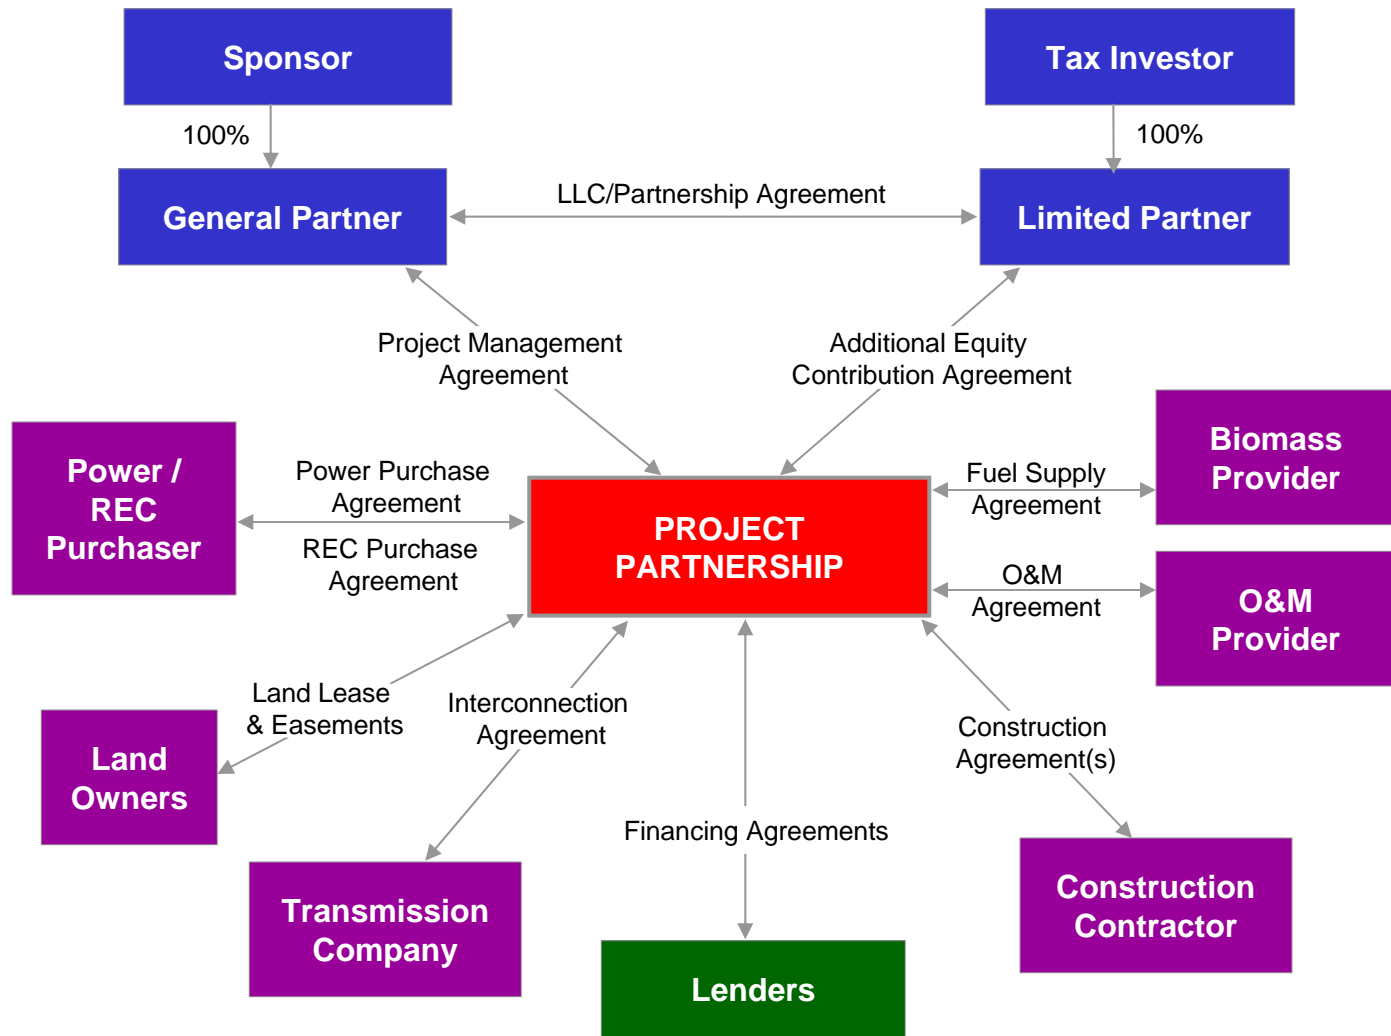 Sponsor
Tax Investor
100%
100%
General Partner
LLC/Partnership Agreement
Limited Partner
Project Management
Agreement
Additional Equity
Contribution Agreement
Power /
REC
Purchaser
Power Purchase
Agreement
REC Purchase
Agreement
PROJECT
PARTNERSHIP
Fuel Supply
Agreement
Biomass
Provider
O&M
Agreement
O&M
Provider
Land Lease
& Easements
Land
Owners
Interconnection
Agreement
Transmission
Company
Financing Agreements
Lenders
Construction
Agreement(s)
Construction
Contractor